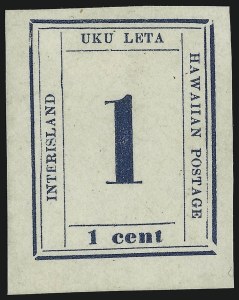 UKU LETA
INTERISLAND
HAWAIIAN POSTAGE
1
1 cent